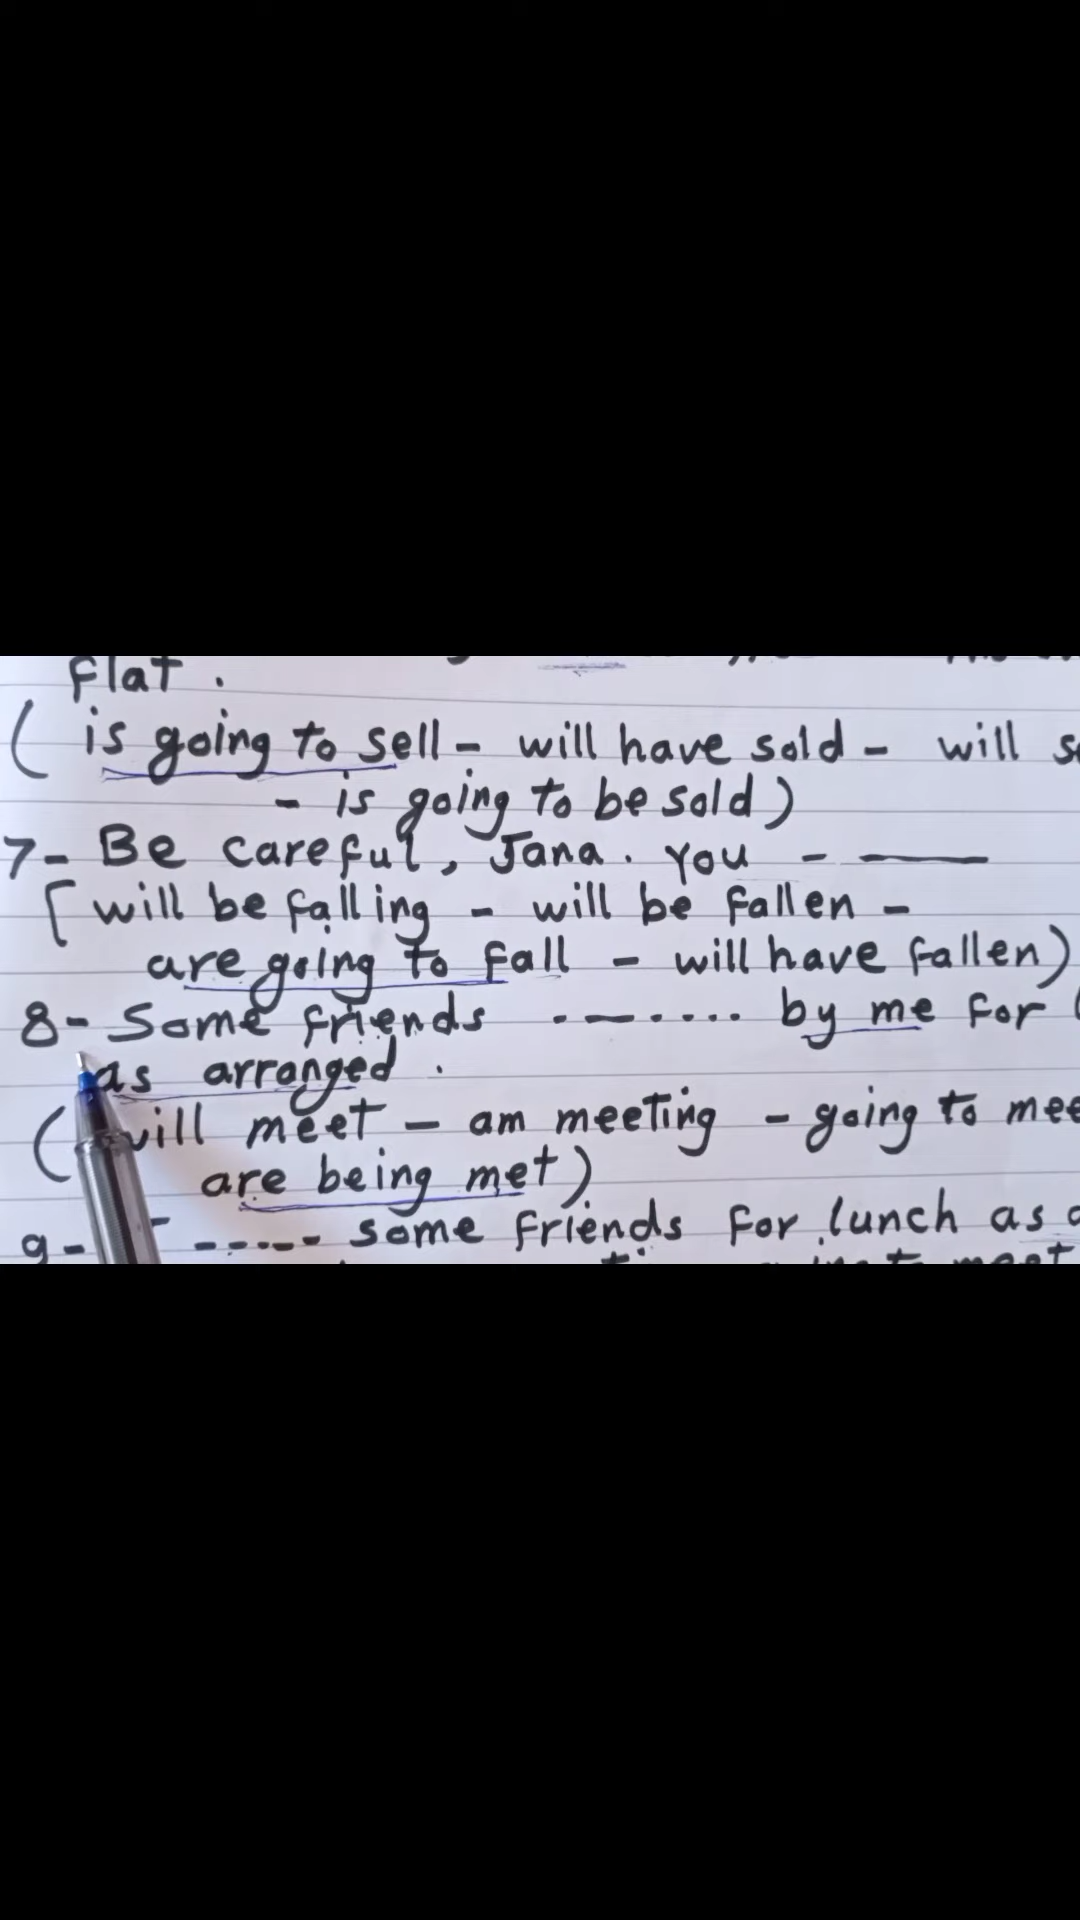 flat.
( is going to sell - will have sold - will
- is going to be sold )
7- Be careful, Jana. You - ——
[ will be falling - will be fallen -
are going to fall - will have fallen)
8- Some friends .-—.-.... by me for
as arranged.
( will meet - am meeting - going to
are being met )
9- ----- some friends for lunch as